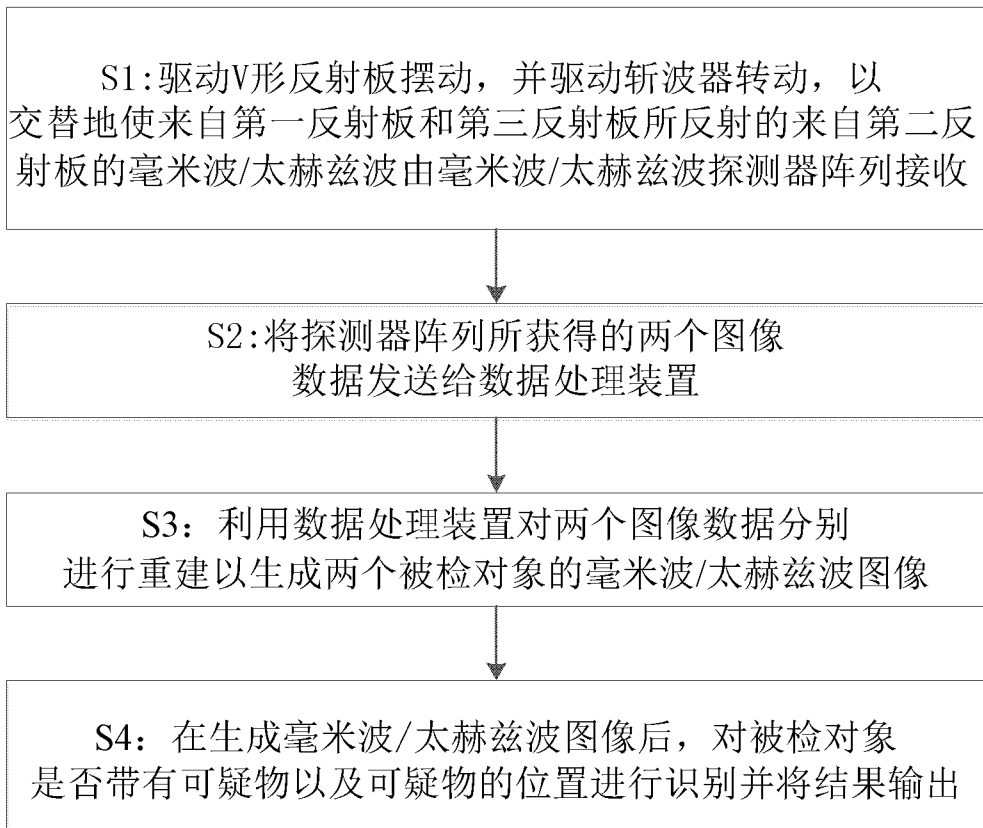 S1:驱动V形反射板摆动，并驱动斩波器转动，以
交替地使来自第一反射板和第三反射板所反射的来自第二反
射板的毫米波/太赫兹波由毫米波/太赫兹波探测器阵列接收
S2:将探测器阵列所获得的两个图像
数据发送给数据处理装置
S3：利用数据处理装置对两个图像数据分别
进行重建以生成两个被检对象的毫米波/太赫兹波图像
S4：在生成毫米波/太赫兹波图像后，对被检对象
是否带有可疑物以及可疑物的位置进行识别并将结果输出